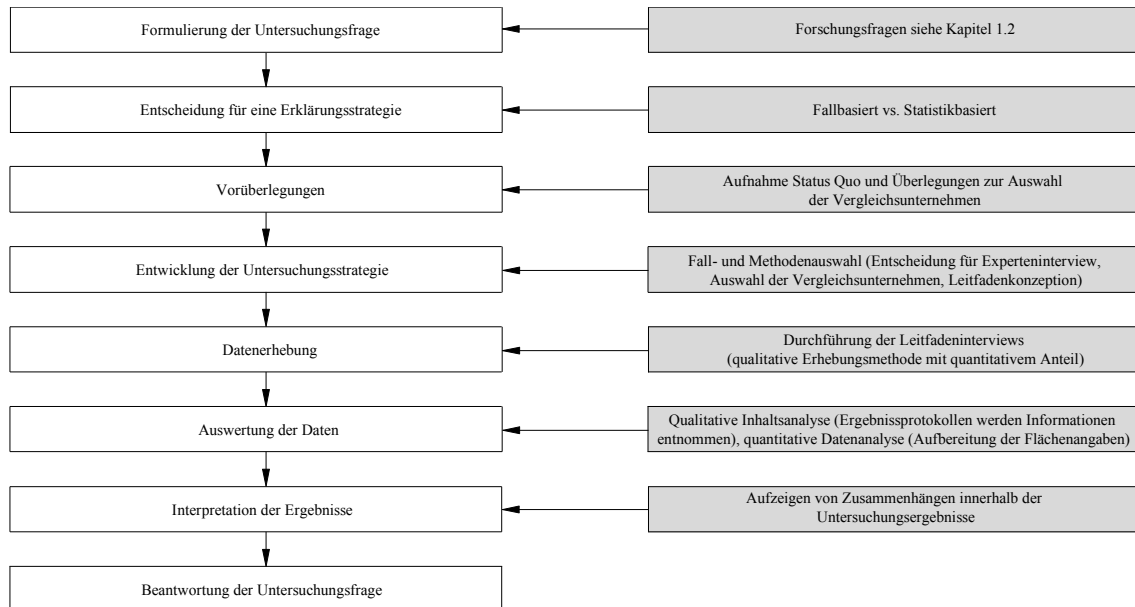 Formulierung der Untersuchungsfrage
Forschungsfragen siehe Kapitel 1.2
Entscheidung für eine Erklärungsstrategie
Fallbasiert vs. Statistikbasiert
Vorüberlegungen
Aufnahme Status Quo und Überlegungen zur Auswahl
der Vergleichsunternehmen
Entwicklung der Untersuchungsstrategie
Fall- und Methodenauswahl (Entscheidung für Experteninterview,
Auswahl der Vergleichsunternehmen, Leitfadenkonzeption)
Datenerhebung
Durchführung der Leitfadeninterviews
(qualitative Erhebungsmethode mit quantitativem Anteil)
Auswertung der Daten
Qualitative Inhaltsanalyse (Ergebnissprotokollen werden Informationen
entnommen), quantitative Datenanalyse (Aufbereitung der Flächenangaben)
Interpretation der Ergebnisse
Aufzeigen von Zusammenhängen innerhalb der
Untersuchungsergebnisse
Beantwortung der Untersuchungsfrage